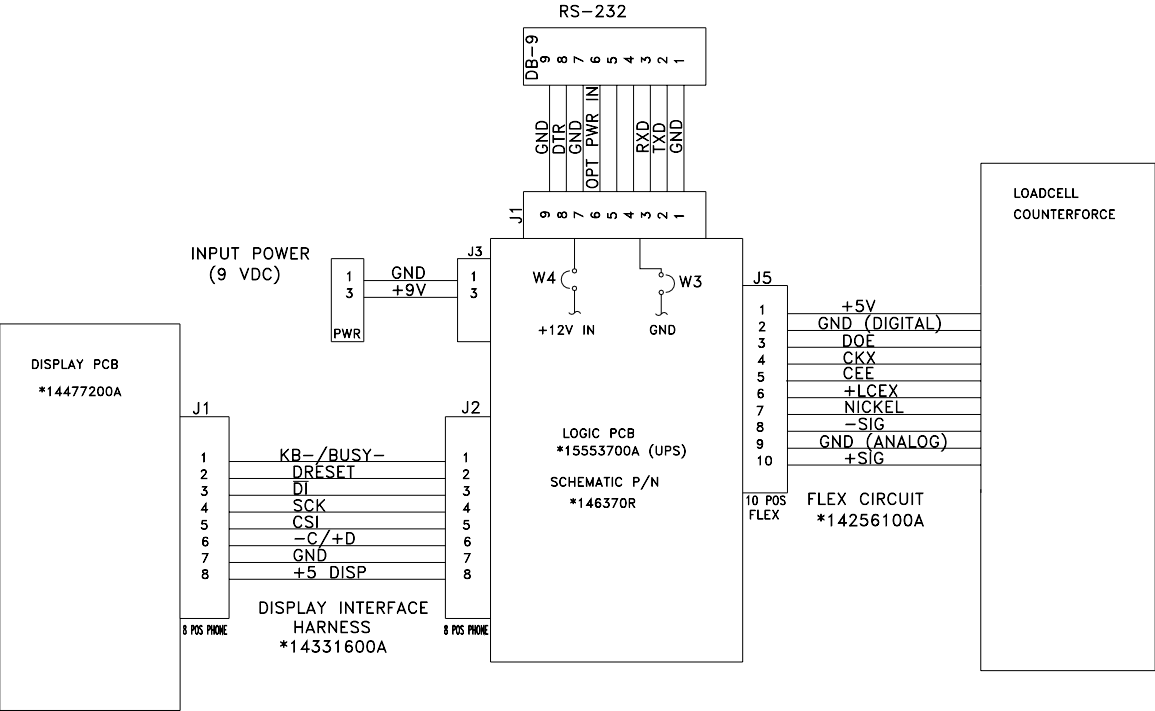 RS-232
DB-9
9 8 7 6 5 4 3 2 1
GND
DTR
GND
OPT PWR IN
RXD
TXD
GND
J1
9 8 7 6 5 4 3 2 1
INPUT POWER
(9 VDC)
1
3
PWR
GND
+9V
J3
1
3
W4
+12V IN
W3
GND
LOGIC PCB
*15553700A (UPS)
SCHEMATIC P/N
*146370R
DISPLAY PCB
*14477200A
J1
1
2
3
4
5
6
7
8
8 POS PHONE
KB-/BUSY-
DRESET
DI
SCK
CSI
-C/+D
GND
+5 DISP
DISPLAY INTERFACE
HARNESS
*14331600A
J2
1
2
3
4
5
6
7
8
8 POS PHONE
J5
1
2
3
4
5
6
7
8
9
10
10 POS
FLEX
+5V
GND (DIGITAL)
DOE
CKX
CEE
+LCEX
NICKEL
-SIG
GND (ANALOG)
+SIG
FLEX CIRCUIT
*14256100A
LOADCELL
COUNTERFORCE